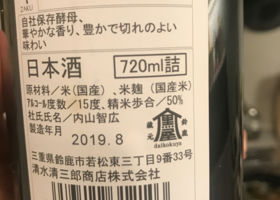 ZAKU
自社保存酵母、
華やかな香り、豊かで切れのよい
味わい
日本酒
720ml詰
原材料／米（国産）、米麹（国産米）
アルコール度数／15度、精米歩合／50%
杜氏氏名／内山智広
製造年月
2019.8
蔵元
鈴鹿
daikokuya
三重県鈴鹿市若松東三丁目9番33号
清水清三郎商店株式会社